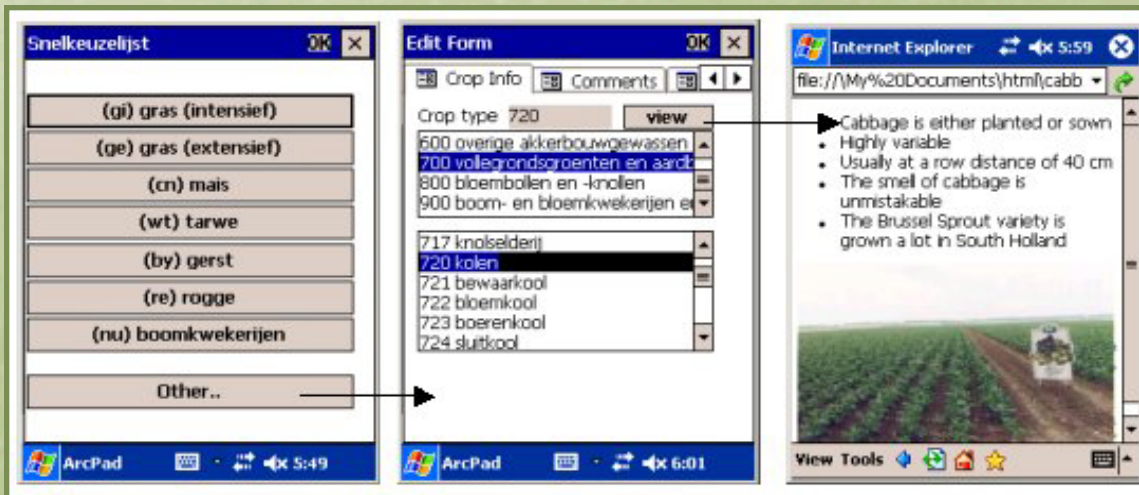 Snelkeuzelijst OK
(gi) gras (intensief)
(ge) gras (extensief)
(cn) mais
(wt) tarwe
(by) gerst
(re) rogge
(nu) boomkwekerijen
Other..
ArcPad 5:49
Edit Form OK
Crop Info Comments
Crop type 720 view
600 overige akkerbouwgewassen
700 vollegrondsgroenten en aardb
800 bloembollen en -knollen
900 boom- en bloemkwekerijen e
717 knolselderij
720 kolen
721 bewaarkool
722 bloemkool
723 boerenkool
724 sluitkool
ArcPad 6:01
Internet Explorer 5:59
file://\My%20Documents\html\cabb
Cabbage is either planted or sown
• Highly variable
• Usually at a row distance of 40 cm
• The smell of cabbage is
unmistakable
• The Brussel Sprout variety is
grown a lot in South Holland
View Tools